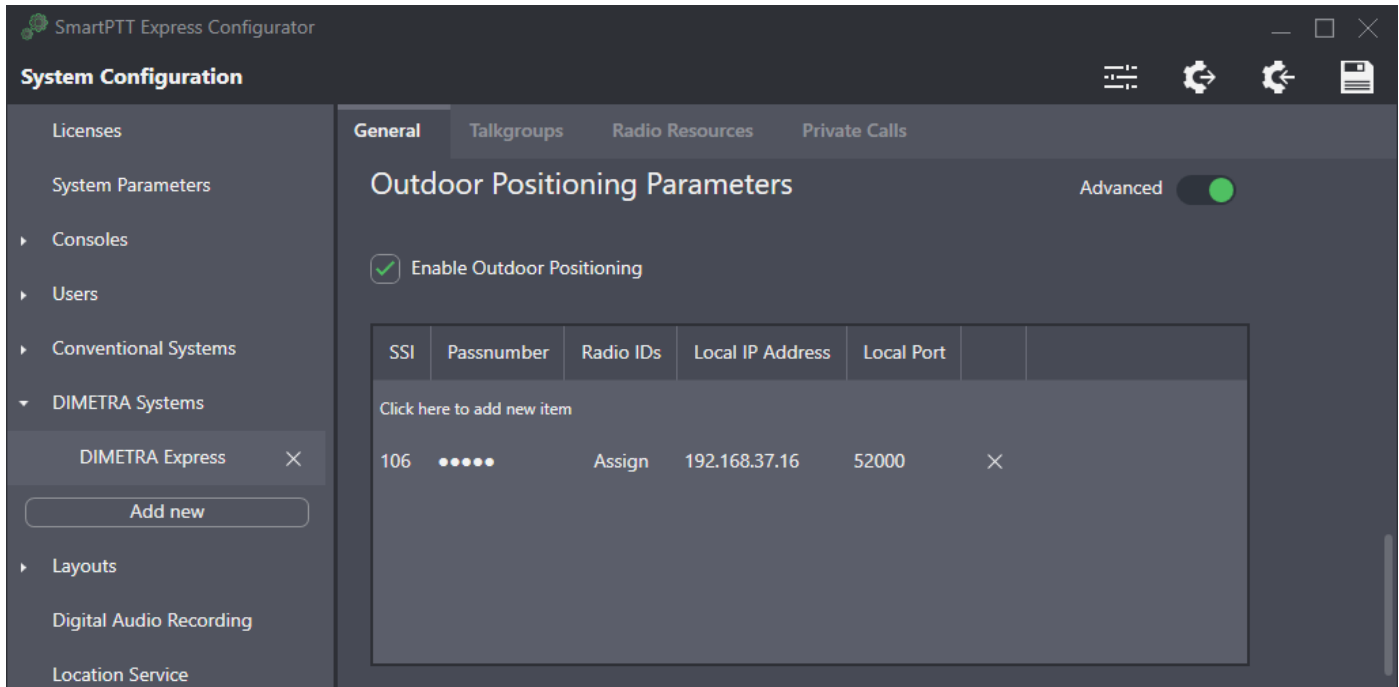 SmartPTT Express Configurator
System Configuration
Licenses
System Parameters
Consoles
Users
Conventional Systems
DIMETRA Systems
DIMETRA Express
Add new
Layouts
Digital Audio Recording
Location Service
General Talkgroups Radio Resources Private Calls
Outdoor Positioning Parameters
Advanced
Enable Outdoor Positioning
SSI Passnumber Radio IDs Local IP Address Local Port
Click here to add new item
106 ●●●●● Assign 192.168.37.16 52000